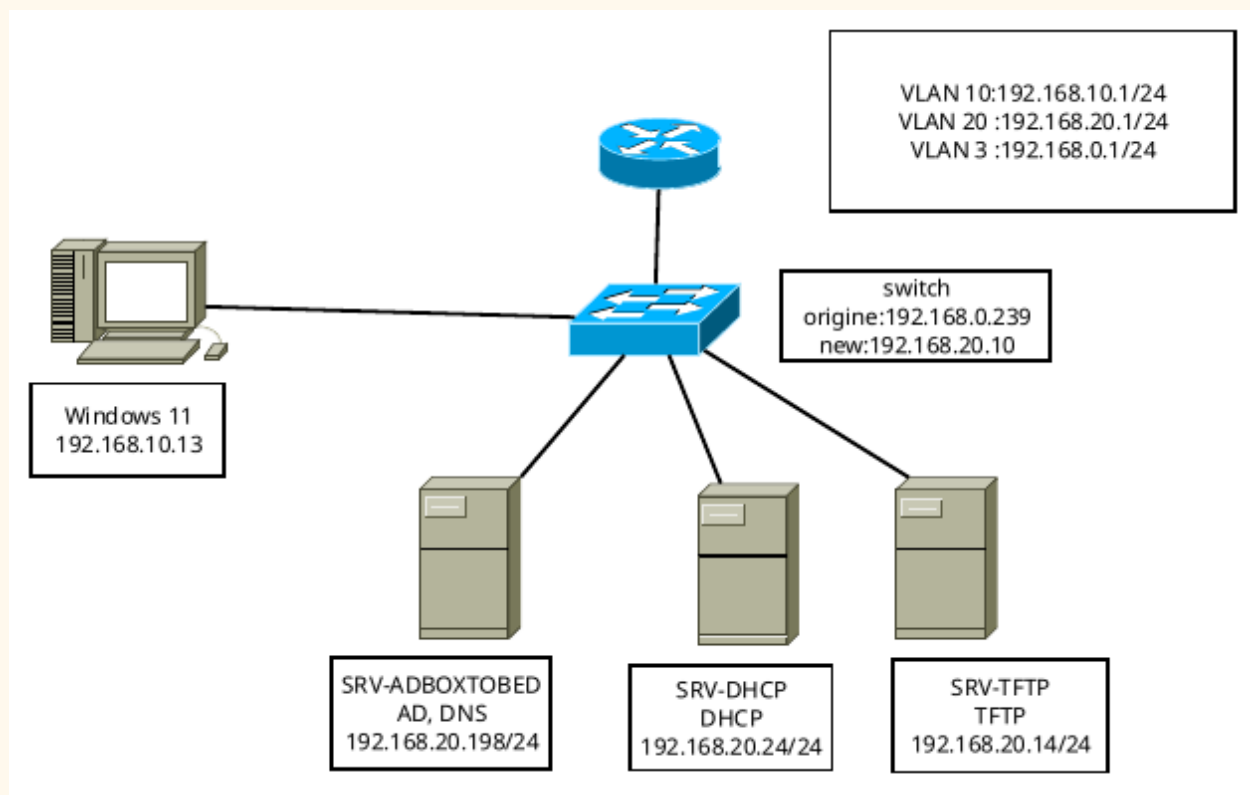 VLAN 10:192.168.10.1/24
VLAN 20 :192.168.20.1/24
VLAN 3 :192.168.0.1/24
switch
origine:192.168.0.239
new:192.168.20.10
Windows 11
192.168.10.13
SRV-ADBOXTOBED
AD, DNS
192.168.20.198/24
SRV-DHCP
DHCP
192.168.20.24/24
SRV-TFTP
TFTP
192.168.20.14/24